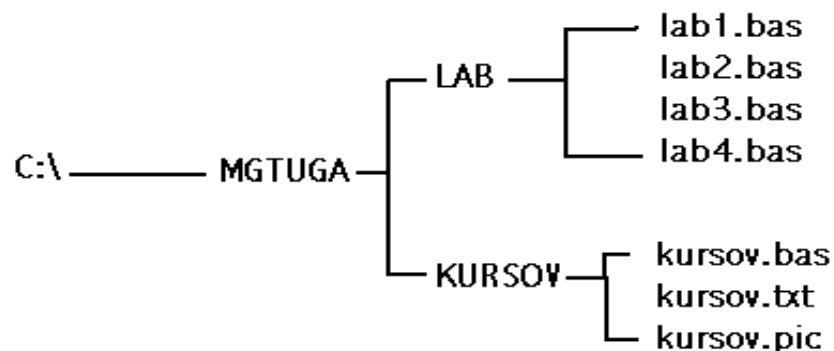 C:\
MGTUGA
LAB
lab1.bas
lab2.bas
lab3.bas
lab4.bas
KURSOV
kursov.bas
kursov.txt
kursov.pic